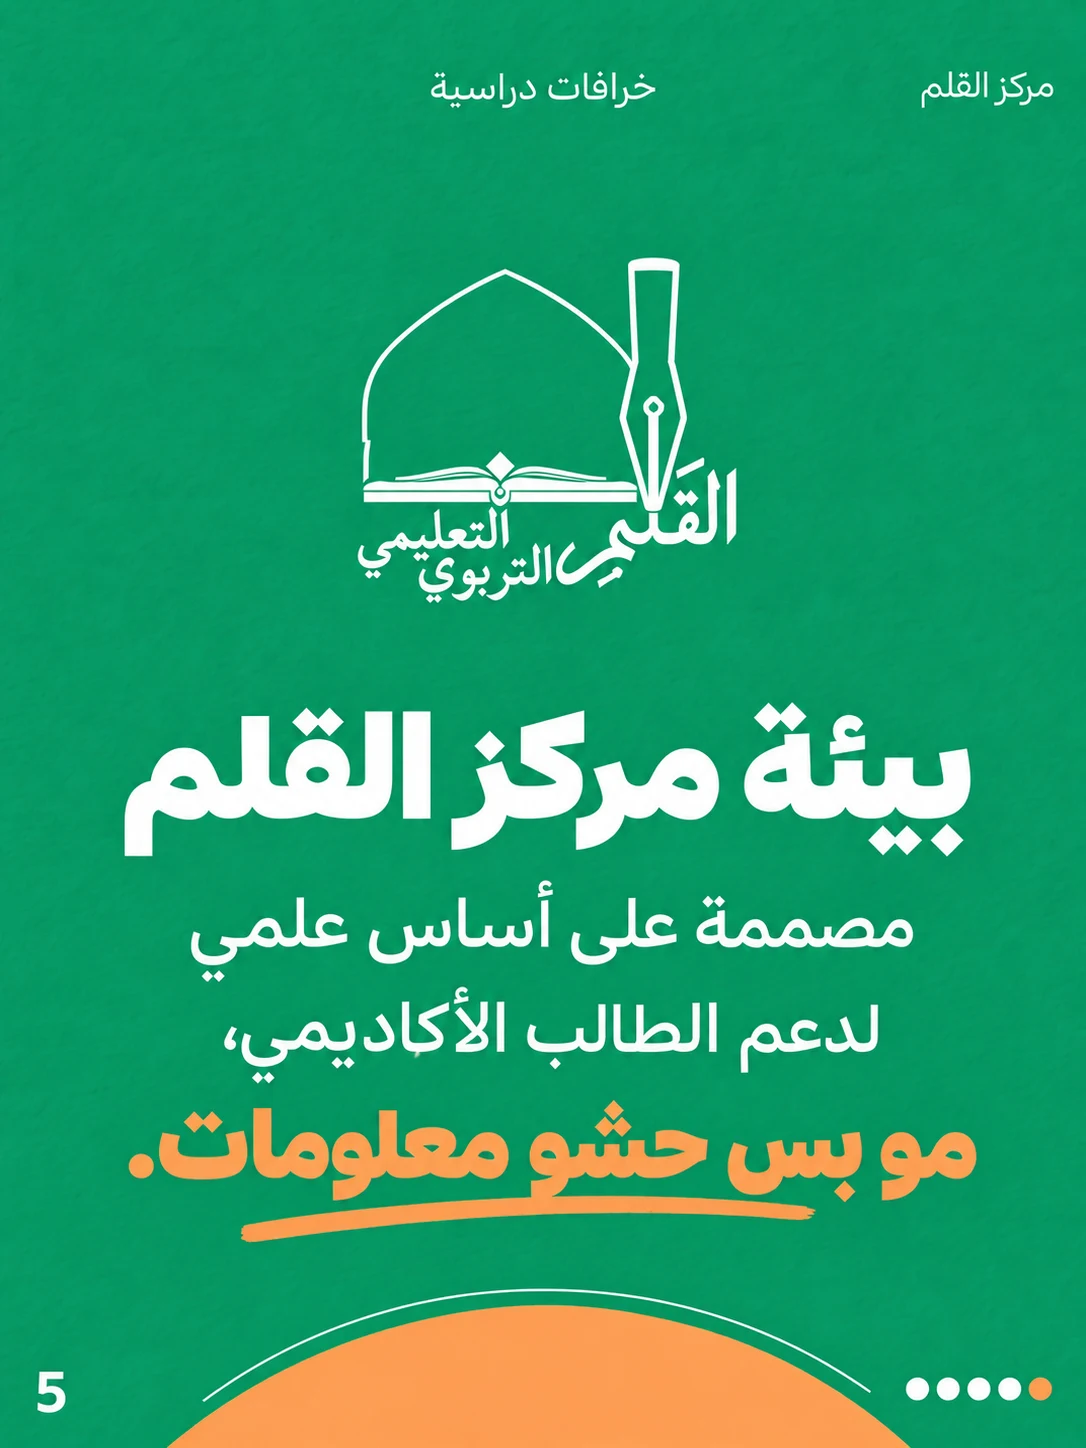 مركز القلم
خرافات دراسية
القَلَم
التعليمي
التربوي
بيئة مركز القلم
مصممة على أساس علمي
لدعم الطالب الأكاديمي،
مو بس حشو معلومات.
5